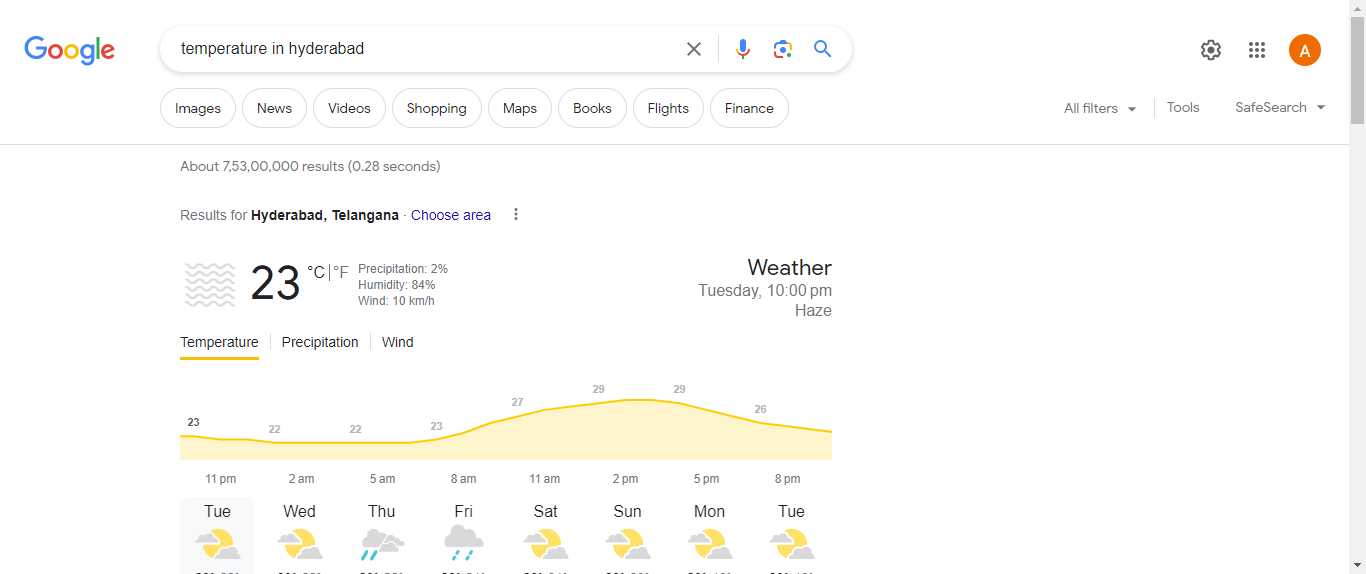 Google
temperature in hyderabad
A
Images News Videos Shopping Maps Books Flights Finance
All filters Tools SafeSearch
About 7,53,00,000 results (0.28 seconds)
Results for Hyderabad, Telangana · Choose area
23 °C | °F
Precipitation: 2%
Humidity: 84%
Wind: 10 km/h
Weather
Tuesday, 10:00 pm
Haze
Temperature Precipitation Wind
23 22 22 23 27 29 29 26
11 pm 2 am 5 am 8 am 11 am 2 pm 5 pm 8 pm
Tue Wed Thu Fri Sat Sun Mon Tue